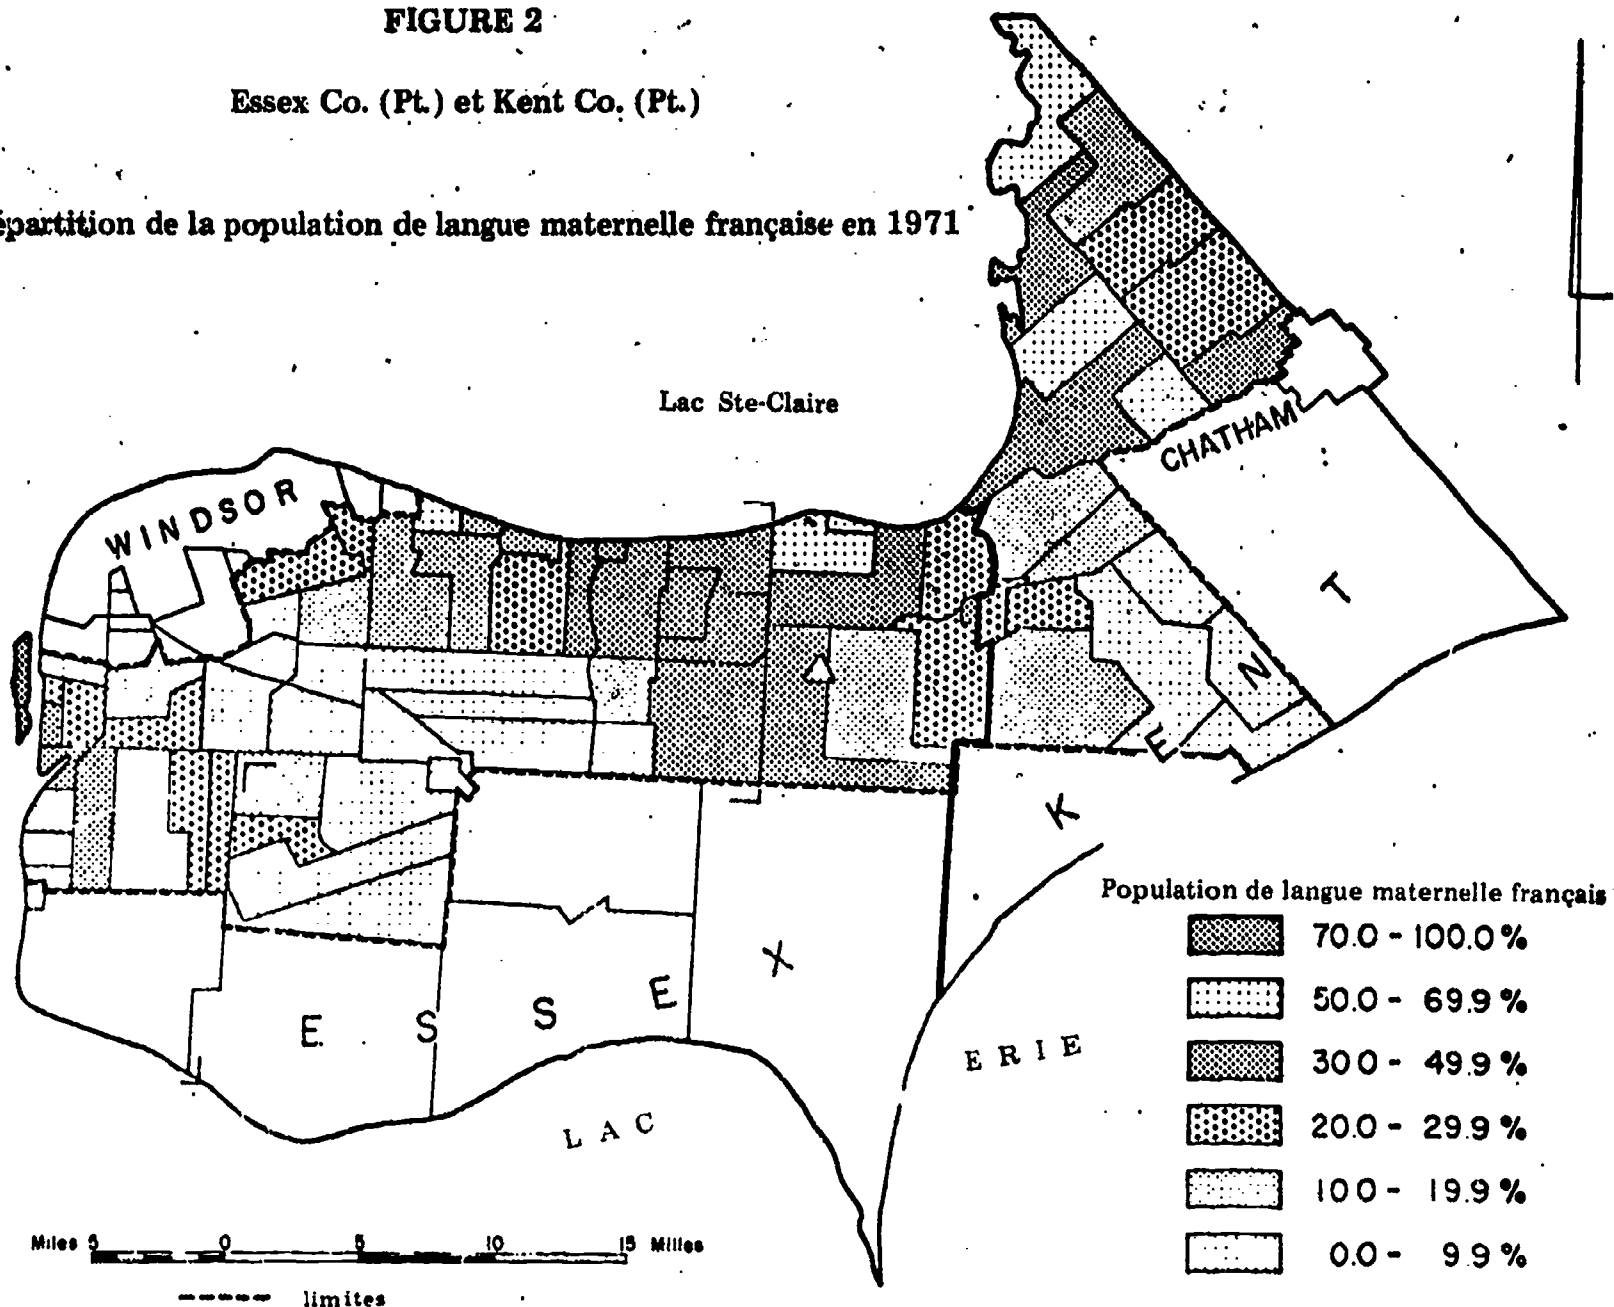 FIGURE 2
Essex Co. (Pt.) et Kent Co. (Pt.)
épartition de la population de langue maternelle française en 1971
Lac Ste-Claire
WINDSOR
CHATHAM
KENT
ESSEX
LAC ERIE
Population de langue maternelle français
70.0 - 100.0 %
50.0 - 69.9 %
300 - 49.9 %
20.0 - 29.9 %
100 - 19.9 %
0.0 - 9.9 %
Miles 5 0 5 10 15 Milles
limites